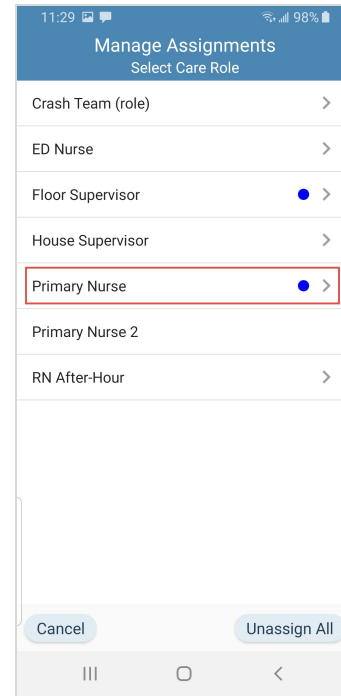 11:29 98%
Manage Assignments
Select Care Role
Crash Team (role)
ED Nurse
Floor Supervisor
House Supervisor
Primary Nurse
Primary Nurse 2
RN After-Hour
Cancel Unassign All